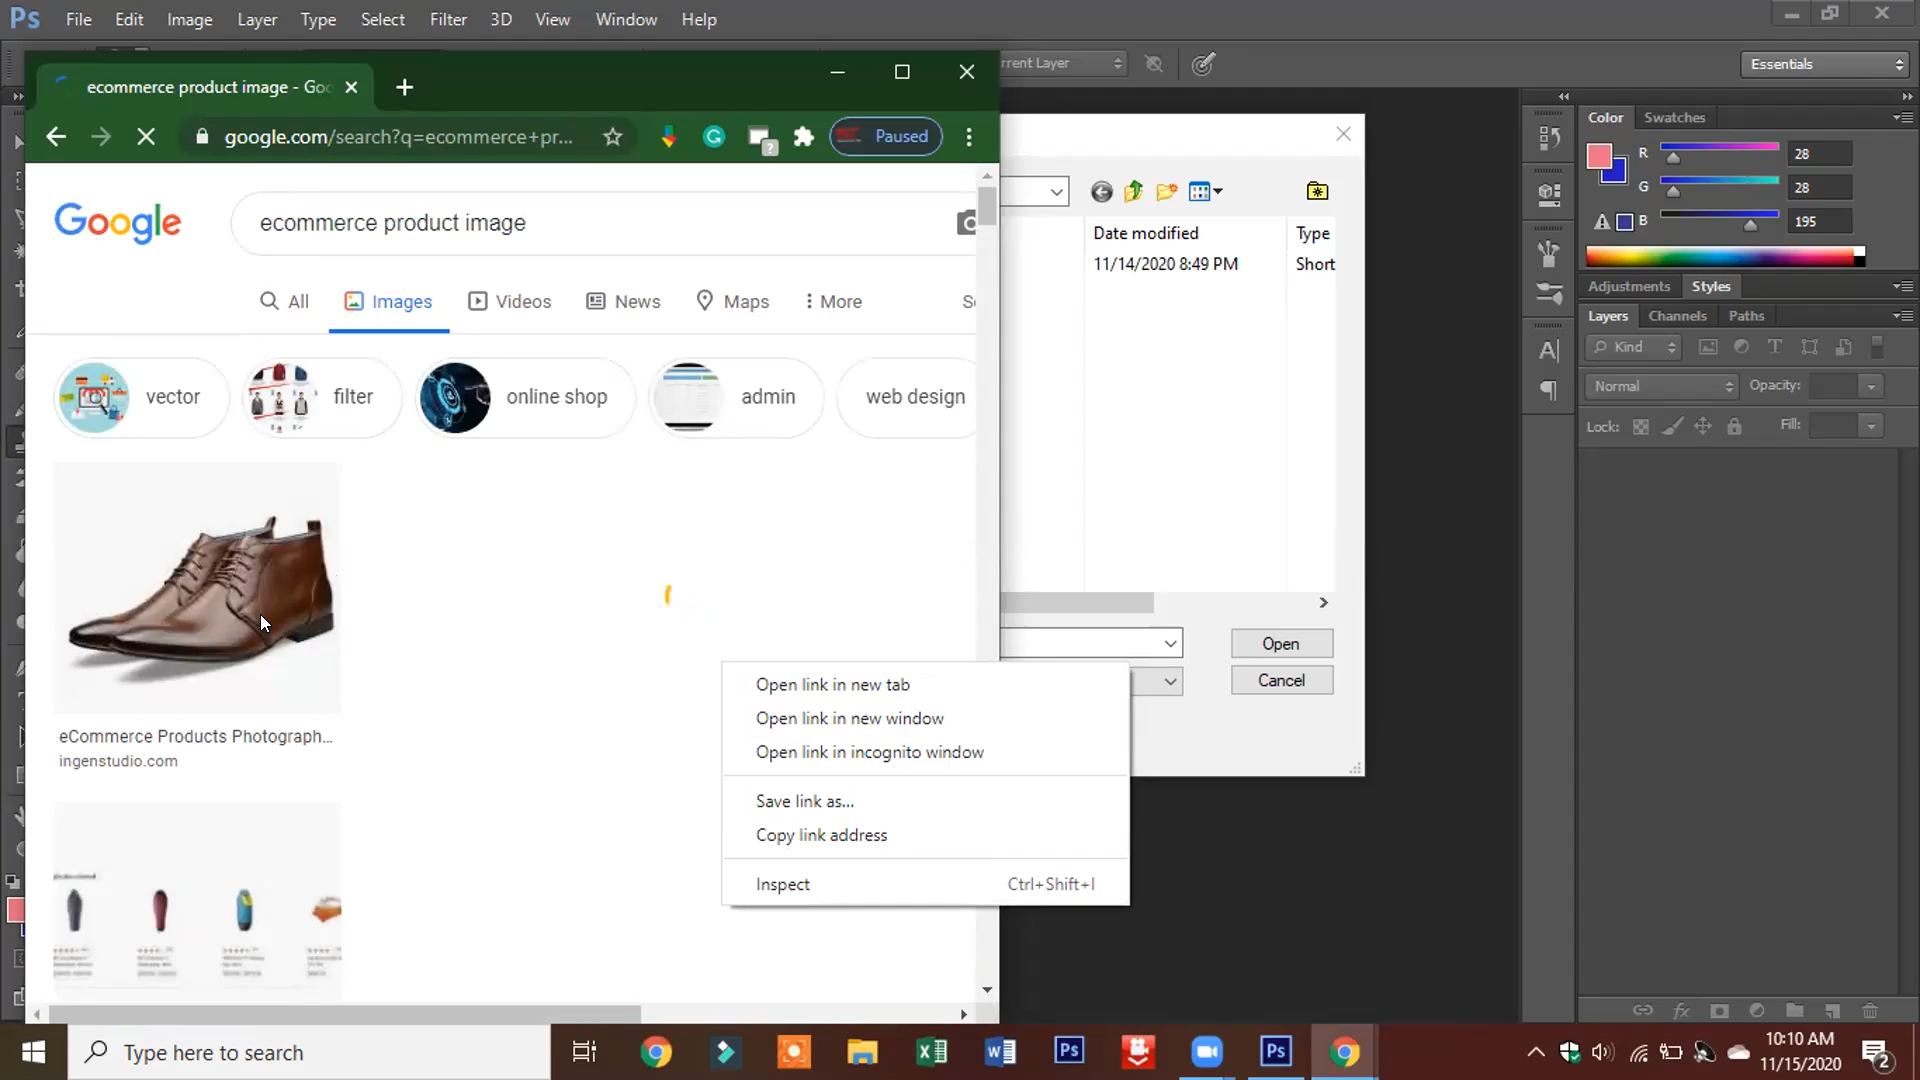 Ps File Edit Image Layer Type Select Filter 3D View Window Help
rrent Layer
Essentials
ecommerce product image - Goo
google.com/search?q=ecommerce+pr...
Paused
Google
ecommerce product image
All Images Videos News Maps More
vector filter online shop admin web design
eCommerce Products Photograph...
ingenstudio.com
Date modified Type
11/14/2020 8:49 PM Short
Open
Cancel
Open link in new tab
Open link in new window
Open link in incognito window
Save link as...
Copy link address
Inspect Ctrl+Shift+I
Color Swatches
R 28
G 28
B 195
Adjustments Styles
Layers Channels Paths
Kind
Normal Opacity:
Lock: Fill:
Type here to search
10:10 AM
11/15/2020
2